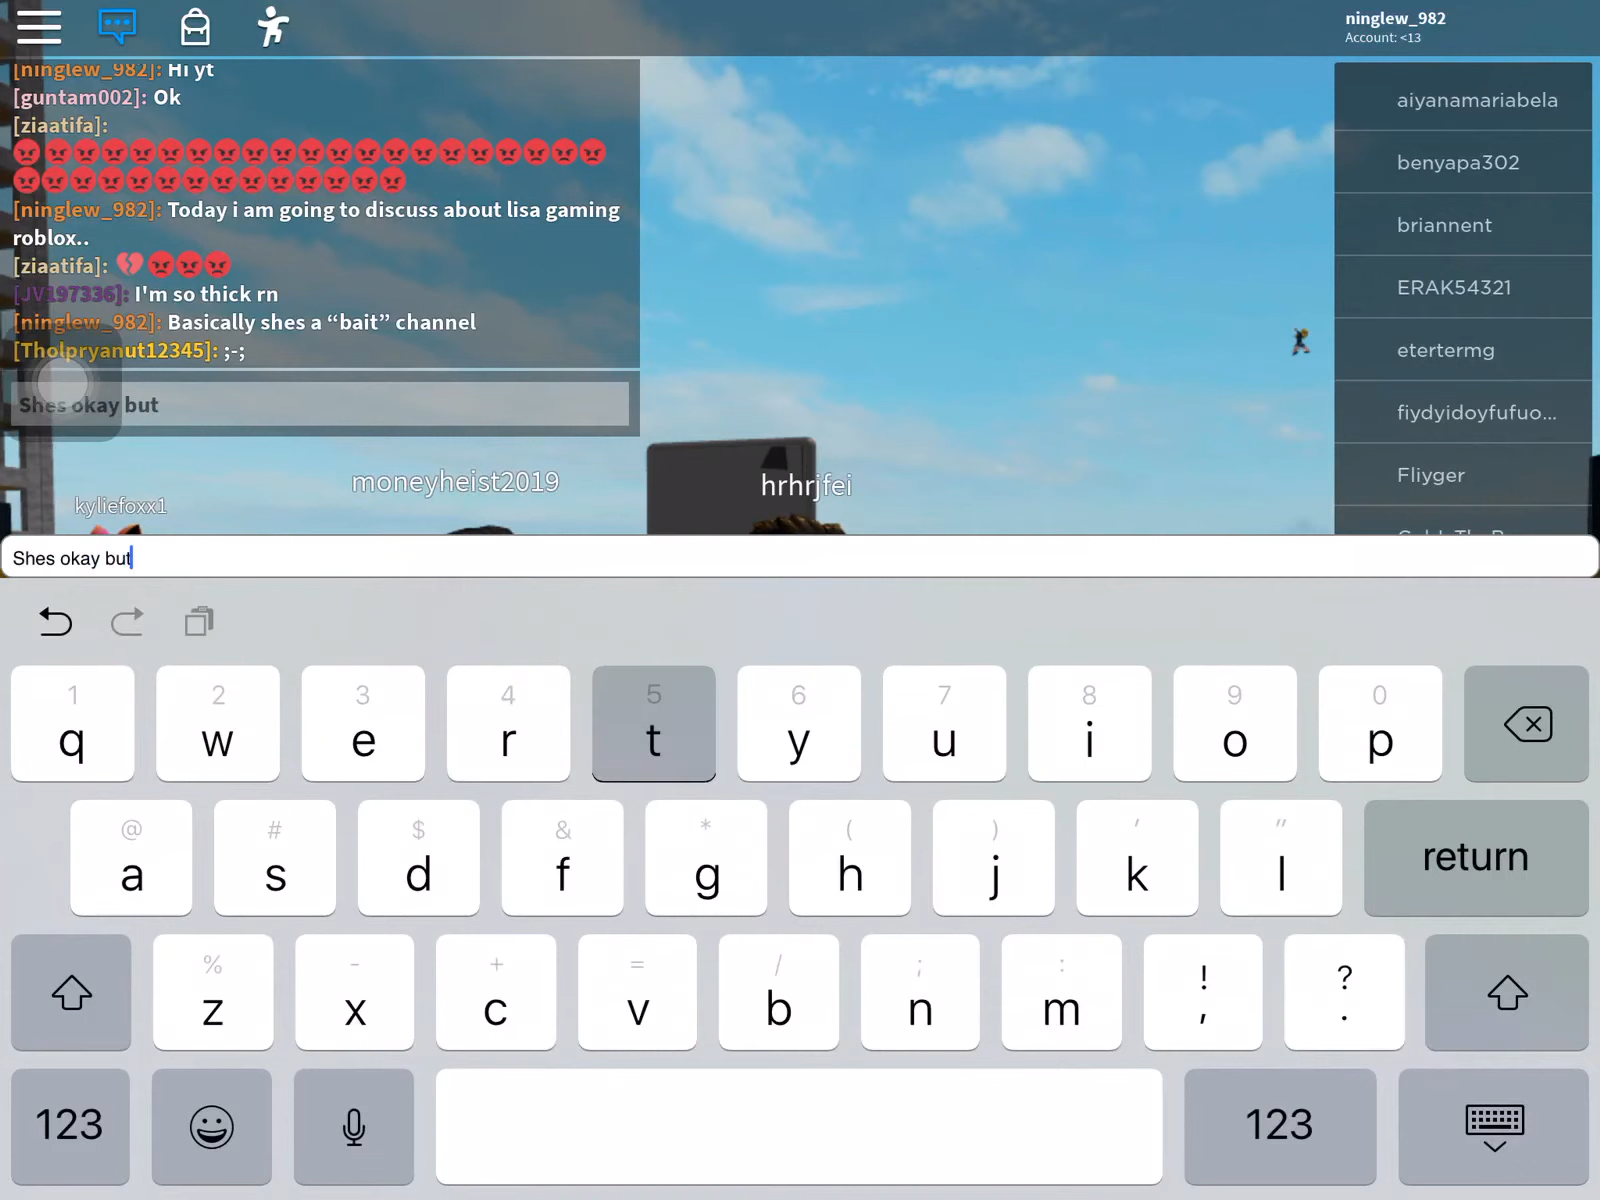 ninglew_982
Account: <13
[ninglew_982]: Hi yt
[guntam002]: Ok
[ziaatifa]:
[ninglew_982]: Today i am going to discuss about lisa gaming
roblox..
[ziaatifa]:
[JV197336]: I'm so thick rn
[ninglew_982]: Basically shes a “bait” channel
[Tholpryanut12345]: ;-;
Shes okay but
aiyanamariabela
benyapa302
briannent
ERAK54321
etertermg
fiydyidoyfufuo...
Fliyger
kyliefoxx1
moneyheist2019
hrhrjfei
Shes okay but
1 2 3 4 5 6 7 8 9 0
q w e r t y u i o p
@ # $ & * ( ) ' "
a s d f g h j k l return
% - + = / ; : ! ?
z x c v b n m , .
123 123